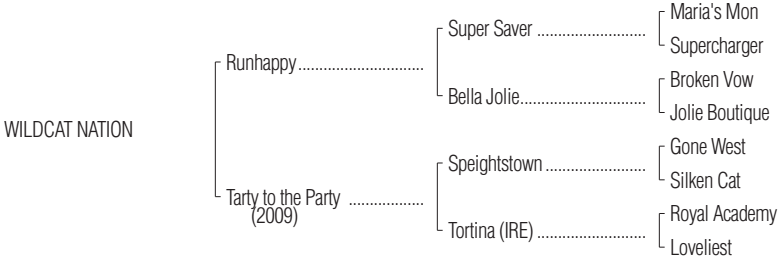 Maria's Mon
Super Saver ..........................
Supercharger
Runhappy..............................
Broken Vow
Bella Jolie..............................
Jolie Boutique
WILDCAT NATION
Gone West
Speightstown ........................
Silken Cat
Tarty to the Party ..................
(2009)
Royal Academy
Tortina (IRE) ..........................
Loveliest